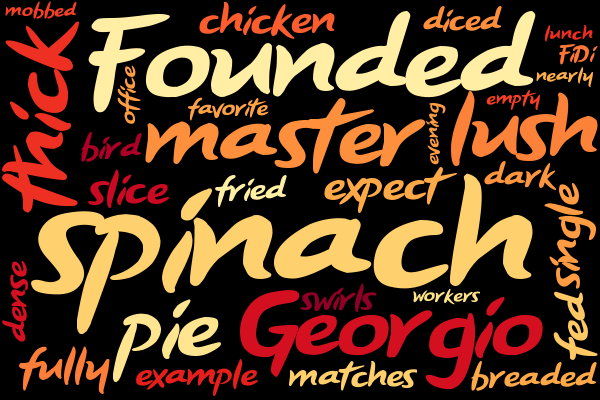 mobbed
chicken
diced
lunch
thick
Founded
FiDi
office
nearly
favorite
empty
bird
master
evening
lush
slice
fried
expect
dark
spinach
single
dense
swirls
workers
pie
Georgio
fed
fully
example
matches
breaded